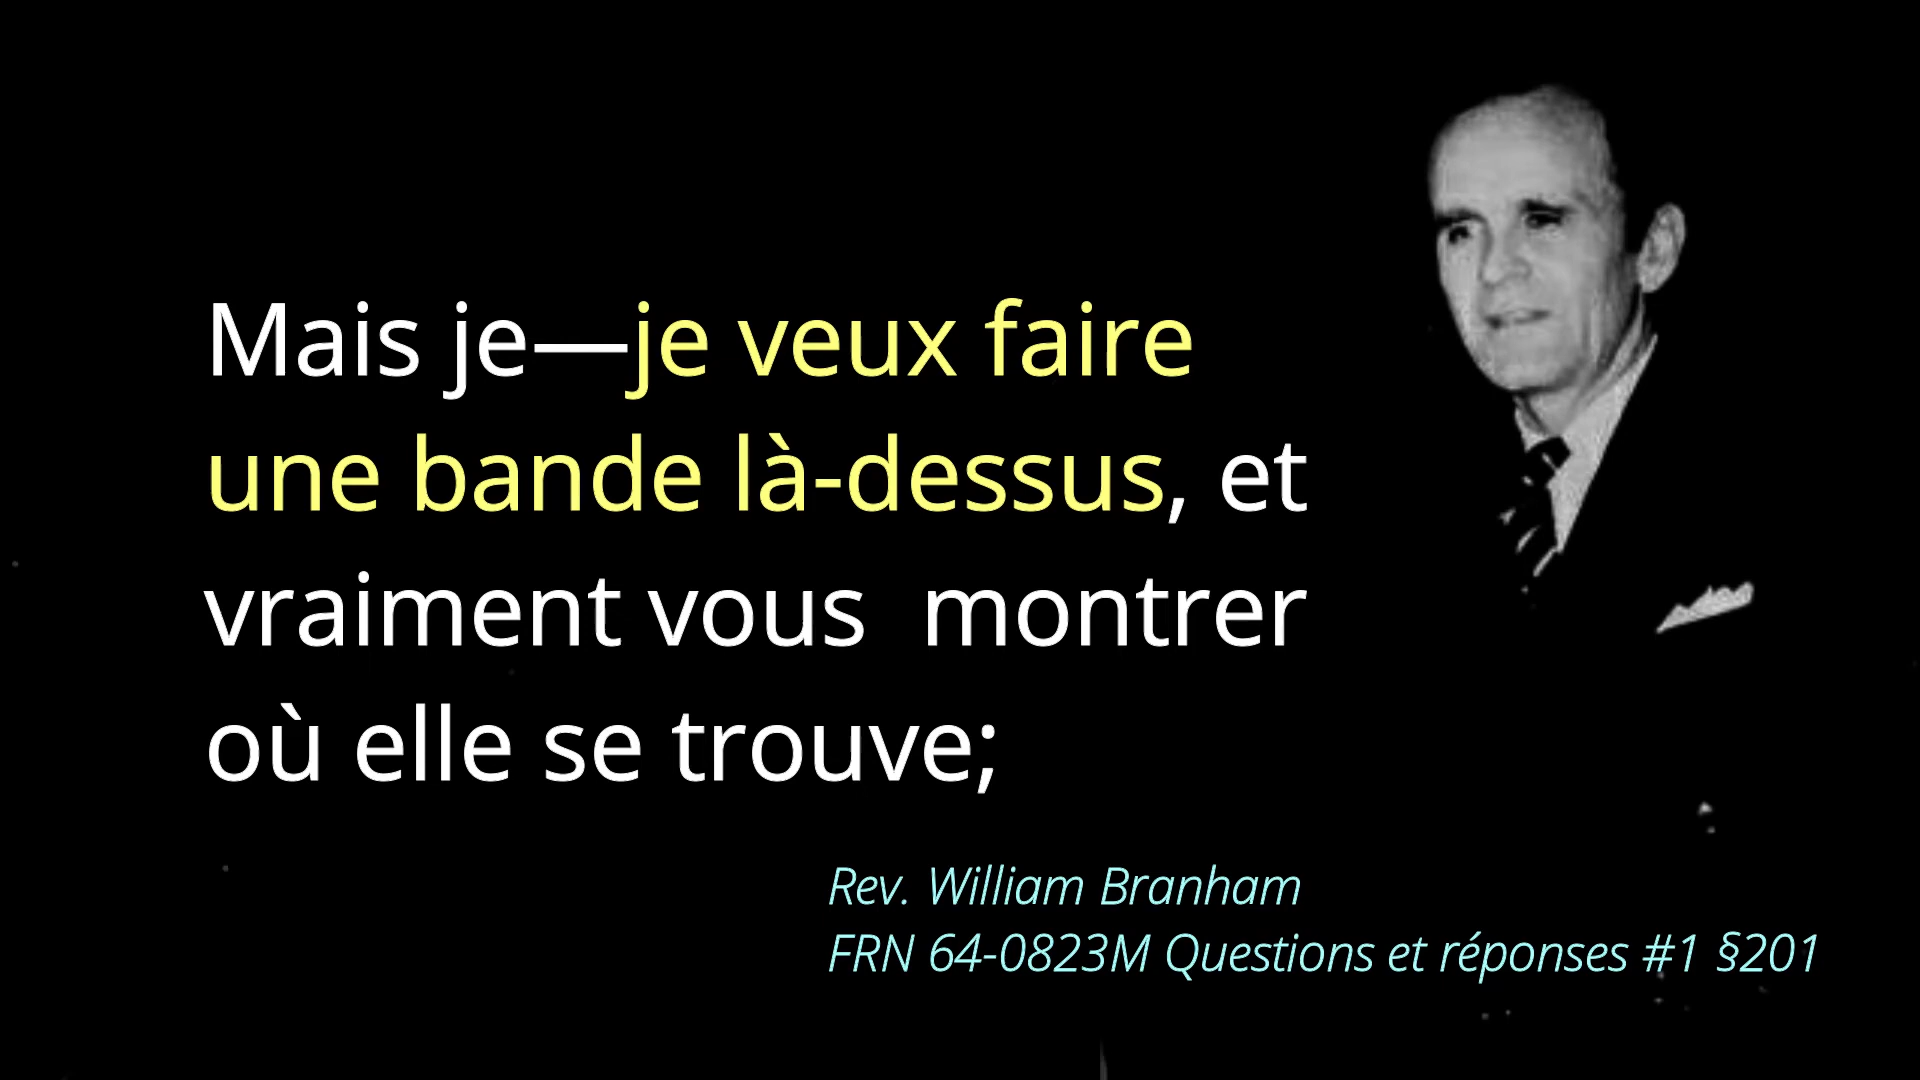 Mais je—je veux faire
une bande là-dessus, et
vraiment vous  montrer
où elle se trouve;
Rev. William Branham
FRN 64-0823M Questions et réponses #1 §201